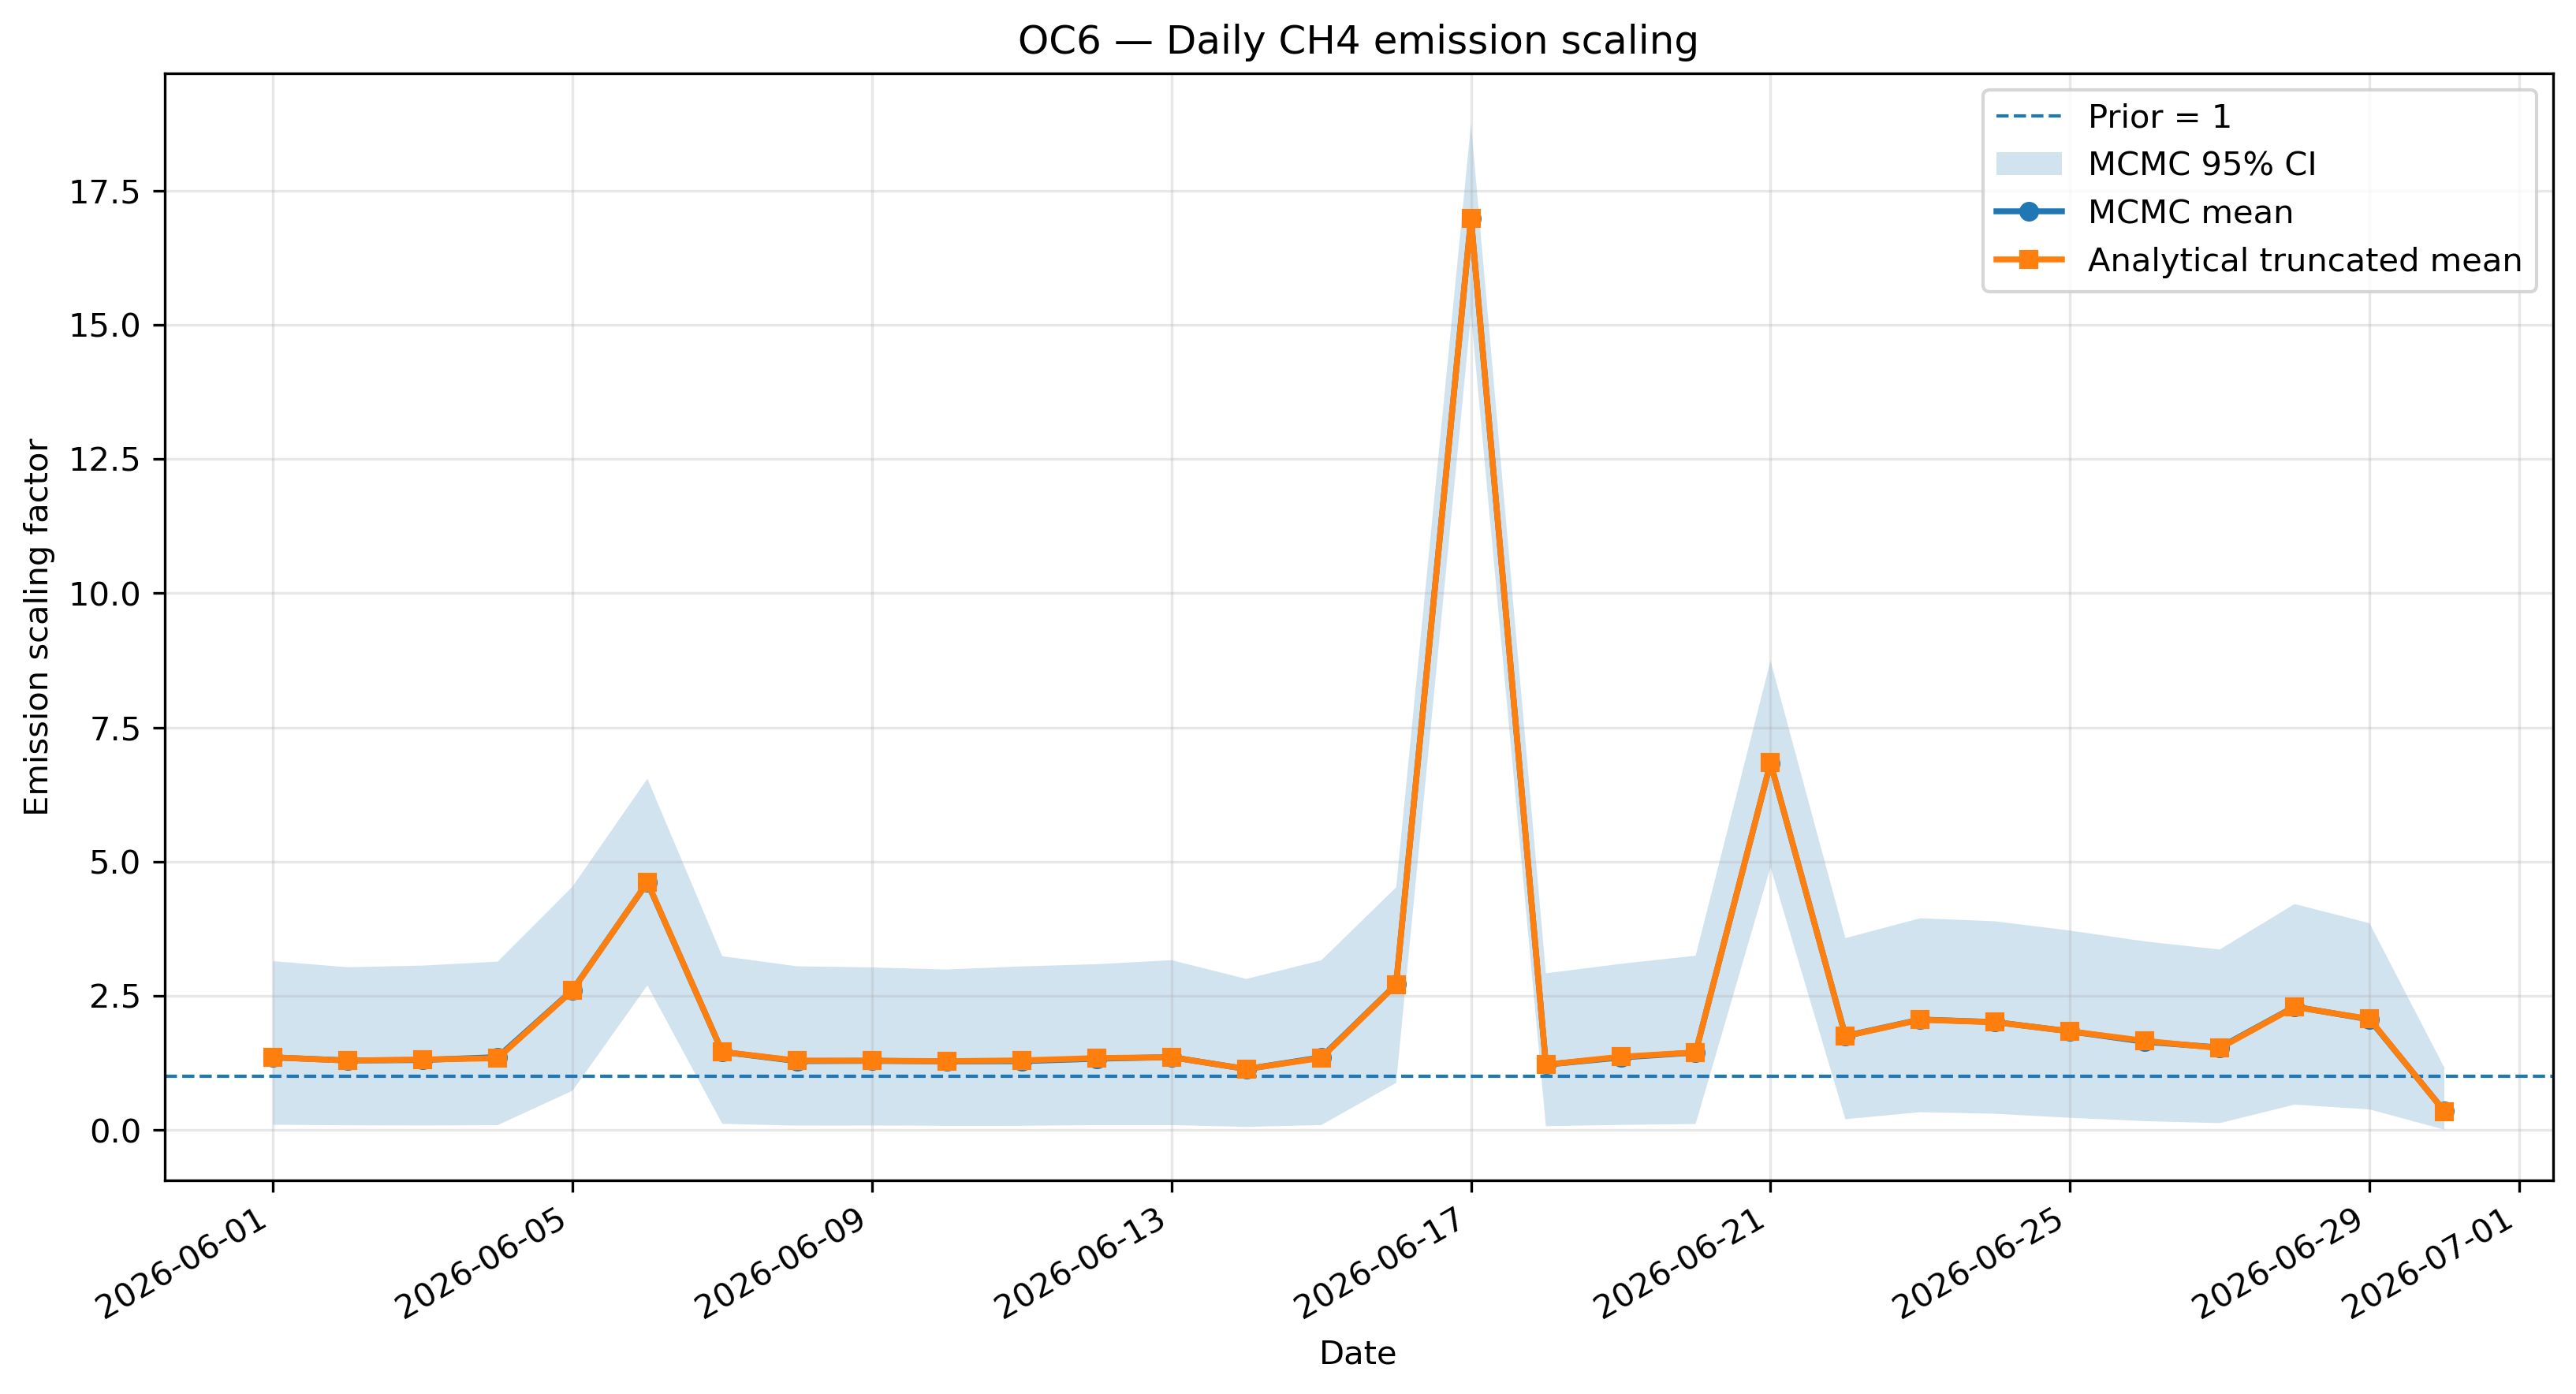 OC6 — Daily CH4 emission scaling
Prior = 1
MCMC 95% CI
MCMC mean
Analytical truncated mean
Emission scaling factor
17.5
15.0
12.5
10.0
7.5
5.0
2.5
0.0
2026-06-01
2026-06-05
2026-06-09
2026-06-13
2026-06-17
2026-06-21
2026-06-25
2026-06-29
2026-07-01
Date